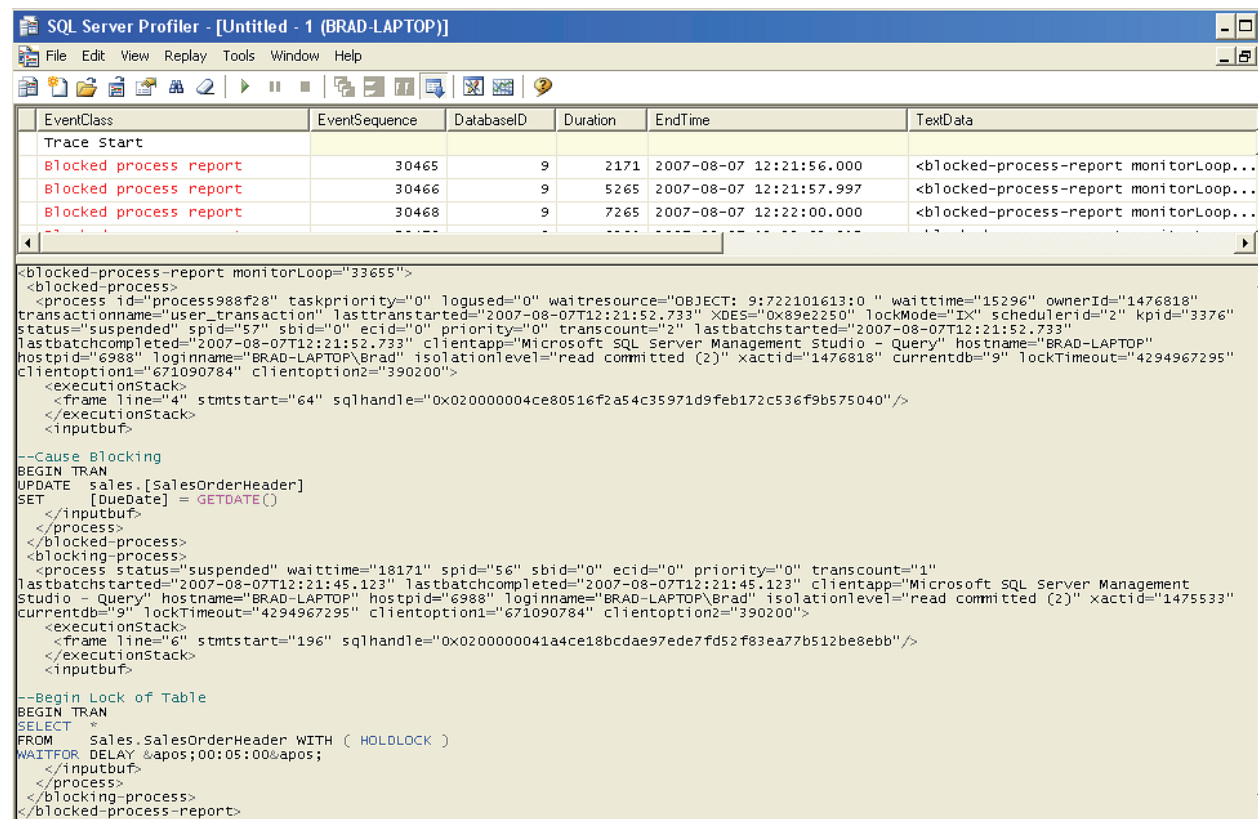 SQL Server Profiler - [Untitled - 1 (BRAD-LAPTOP)]
File Edit View Replay Tools Window Help
EventClass EventSequence DatabaseID Duration EndTime TextData
Trace Start
Blocked process report 30465 9 2171 2007-08-07 12:21:56.000 <blocked-process-report monitorLoop...
Blocked process report 30466 9 5265 2007-08-07 12:21:57.997 <blocked-process-report monitorLoop...
Blocked process report 30468 9 7265 2007-08-07 12:22:00.000 <blocked-process-report monitorLoop...
<blocked-process-report monitorLoop="33655">
<blocked-process>
<process id="process988f28" taskpriority="0" logused="0" waitresource="OBJECT: 9:722101613:0 " waittime="15296" ownerId="1476818"
transactionname="user_transaction" lasttranstarted="2007-08-07T12:21:52.733" XDES="0x89e2250" lockMode="IX" schedulerid="2" kpid="3376"
status="suspended" spid="57" sbid="0" ecid="0" priority="0" transcount="2" lastbatchstarted="2007-08-07T12:21:52.733"
lastbatchcompleted="2007-08-07T12:21:52.733" clientapp="Microsoft SQL Server Management Studio - Query" hostname="BRAD-LAPTOP"
hostpid="6988" loginname="BRAD-LAPTOP\Brad" isolationlevel="read committed (2)" xactid="1476818" currentdb="9" lockTimeout="4294967295"
clientoption1="671090784" clientoption2="390200">
<executionStack>
<frame line="4" stmtstart="64" sqlhandle="0x020000004ce80516f2a54c35971d9feb172c536f9b575040"/>
</executionStack>
<inputbuf>
--Cause Blocking
BEGIN TRAN
UPDATE sales.[SalesOrderHeader]
SET [DueDate] = GETDATE()
</inputbuf>
</process>
</blocked-process>
<blocking-process>
<process status="suspended" waittime="18171" spid="56" sbid="0" ecid="0" priority="0" transcount="1"
lastbatchstarted="2007-08-07T12:21:45.123" lastbatchcompleted="2007-08-07T12:21:45.123" clientapp="Microsoft SQL Server Management
Studio - Query" hostname="BRAD-LAPTOP" hostpid="6988" loginname="BRAD-LAPTOP\Brad" isolationlevel="read committed (2)" xactid="1475533"
currentdb="9" lockTimeout="4294967295" clientoption1="671090784" clientoption2="390200">
<executionStack>
<frame line="6" stmtstart="196" sqlhandle="0x0200000041a4ce18bcdae97ede7fd52f83ea77b512be8ebb"/>
</executionStack>
<inputbuf>
--Begin Lock of Table
BEGIN TRAN
SELECT *
FROM Sales.SalesOrderHeader WITH ( HOLDLOCK )
WAITFOR DELAY &apos;00:05:00&apos;
</inputbuf>
</process>
</blocking-process>
</blocked-process-report>